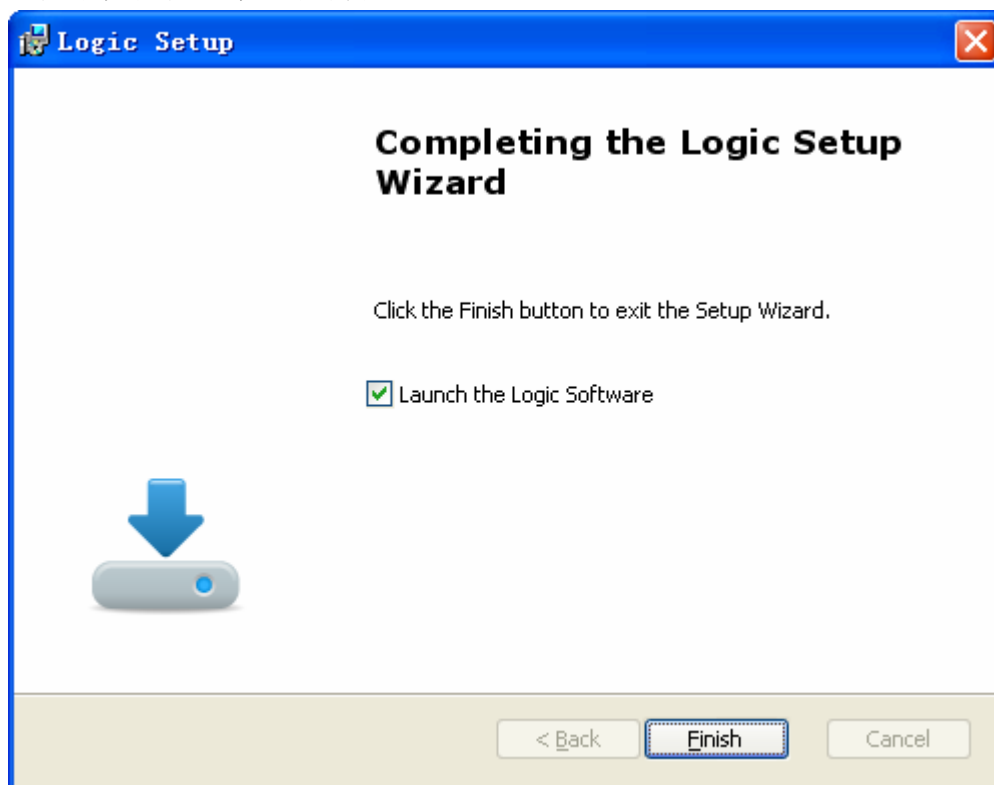 Logic Setup
Completing the Logic Setup
Wizard
Click the Finish button to exit the Setup Wizard.
Launch the Logic Software
< Back
Finish
Cancel